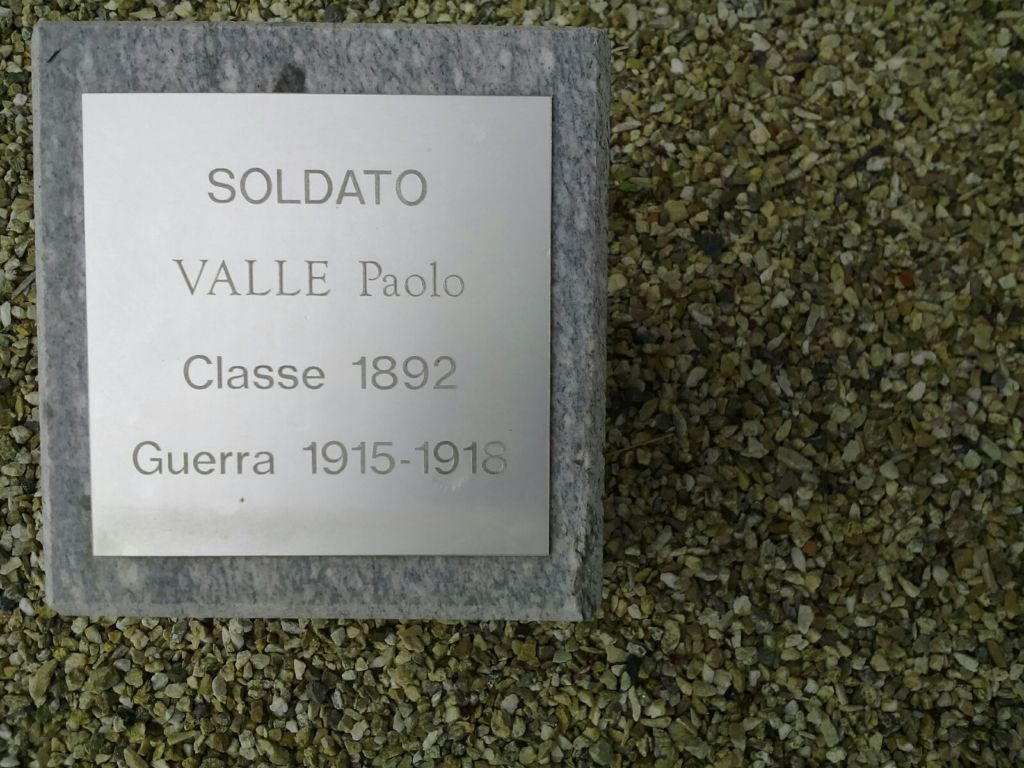 SOLDATO
VALLE Paolo
Classe 1892
Guerra 1915-1918